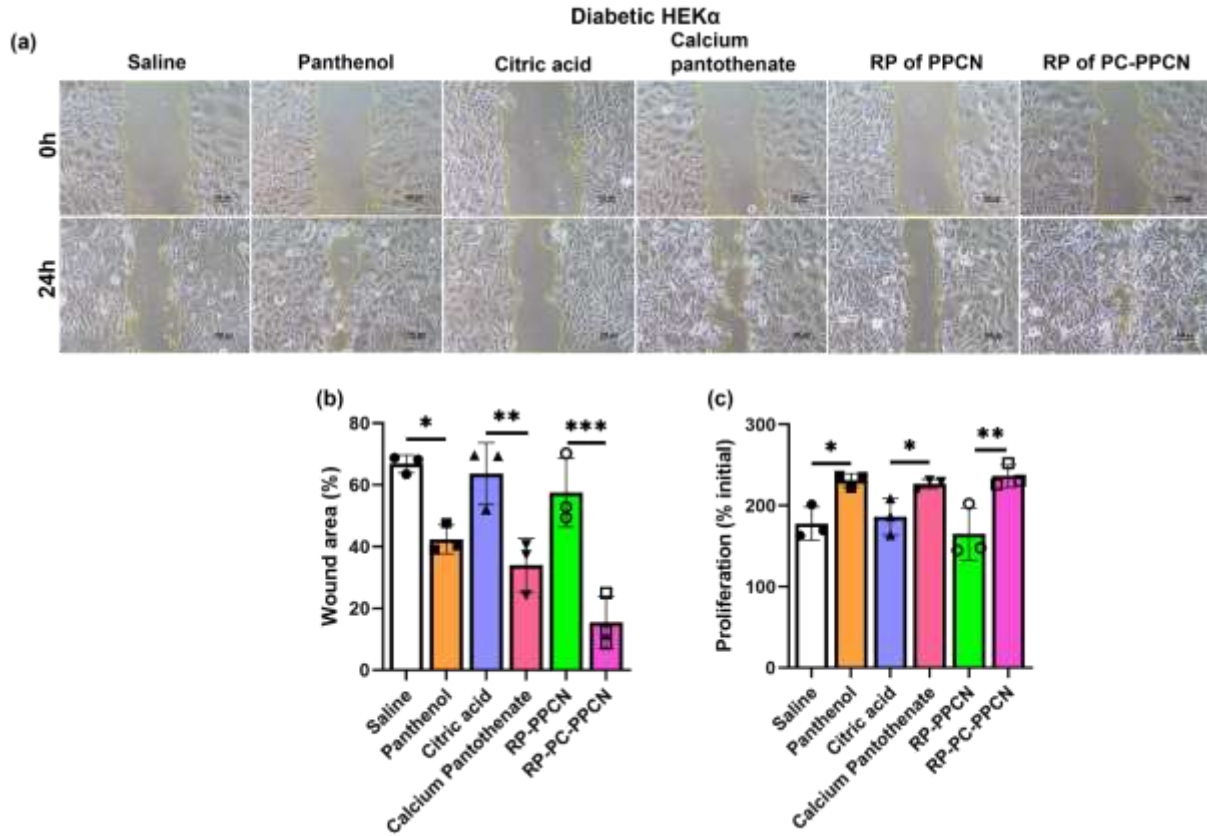 Diabetic HEKα
(a)
Saline
Panthenol
Citric acid
Calcium
pantothenate
RP of PPCN
RP of PC-PPCN
0h
24h
(b)
Wound area (%)
80
60
40
20
0
*
**
***
Saline
Panthenol
Citric acid
Calcium Pantothenate
RP-PPCN
RP-PC-PPCN
(c)
Proliferation (% initial)
300
200
100
0
*
*
**
Saline
Panthenol
Citric acid
Calcium Pantothenate
RP-PPCN
RP-PC-PPCN